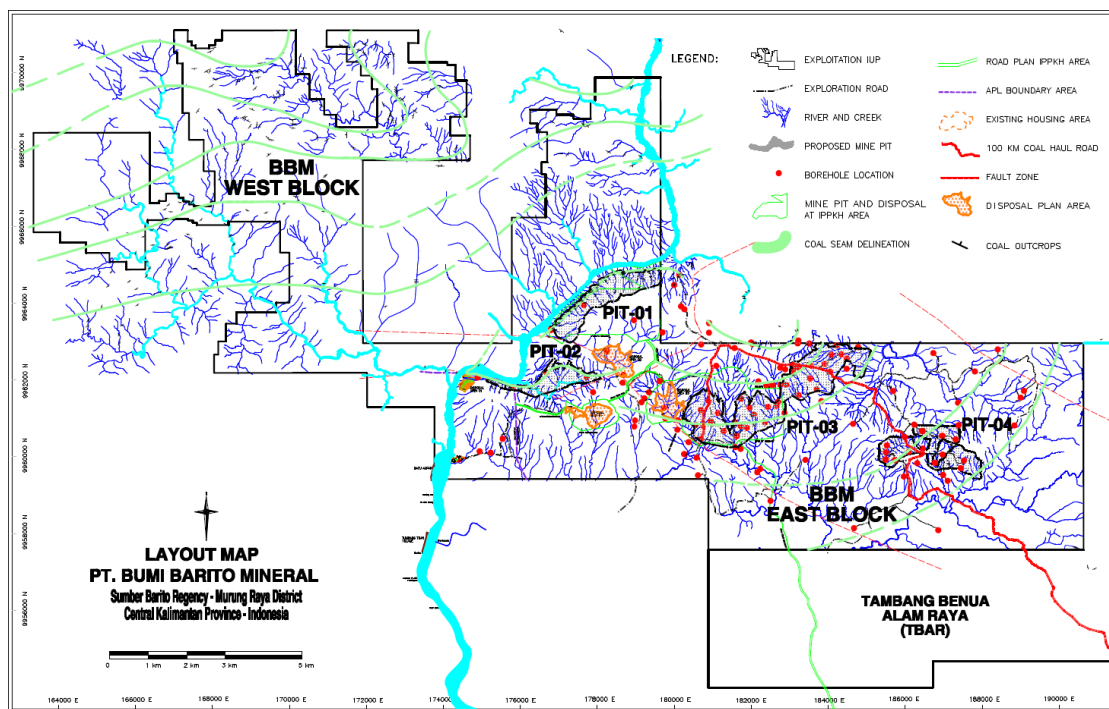 LEGEND:
EXPLOITATION IUP
EXPLORATION ROAD
RIVER AND CREEK
PROPOSED MINE PIT
BOREHOLE LOCATION
MINE PIT AND DISPOSAL
AT IPPKH AREA
COAL SEAM DELINEATION
ROAD PLAN IPPKH AREA
APL BOUNDARY AREA
EXISTING HOUSING AREA
100 KM COAL HAUL ROAD
FAULT ZONE
DISPOSAL PLAN AREA
COAL OUTCROPS
BBM
WEST BLOCK
PIT-01
PIT-02
PIT-03
PIT-04
BBM
EAST BLOCK
TAMBANG BENUA
ALAM RAYA
(TBAR)
LAYOUT MAP
PT. BUMI BARITO MINERAL
Sumber Barito Regency - Murung Raya District
Central Kalimantan Province - Indonesia
0 1 km 2 km 3 km 5 km
9970000 N
9968000 N
9966000 N
9964000 N
9962000 N
9960000 N
9958000 N
9956000 N
164000 E 166000 E 168000 E 170000 E 172000 E 174000 E 176000 E 178000 E 180000 E 182000 E 184000 E 186000 E 188000 E 190000 E